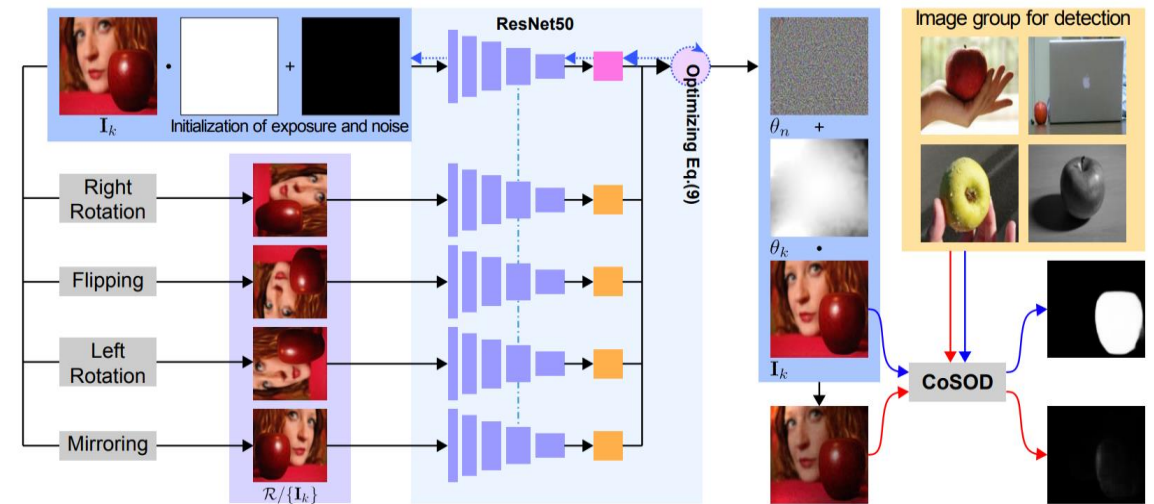 ResNet50
I_k
•
+
Initialization of exposure and noise
Right
Rotation
Flipping
Left
Rotation
Mirroring
R/{I_k}
Optimizing Eq.(9)
θ_n +
θ_k •
I_k
Image group for detection
CoSOD